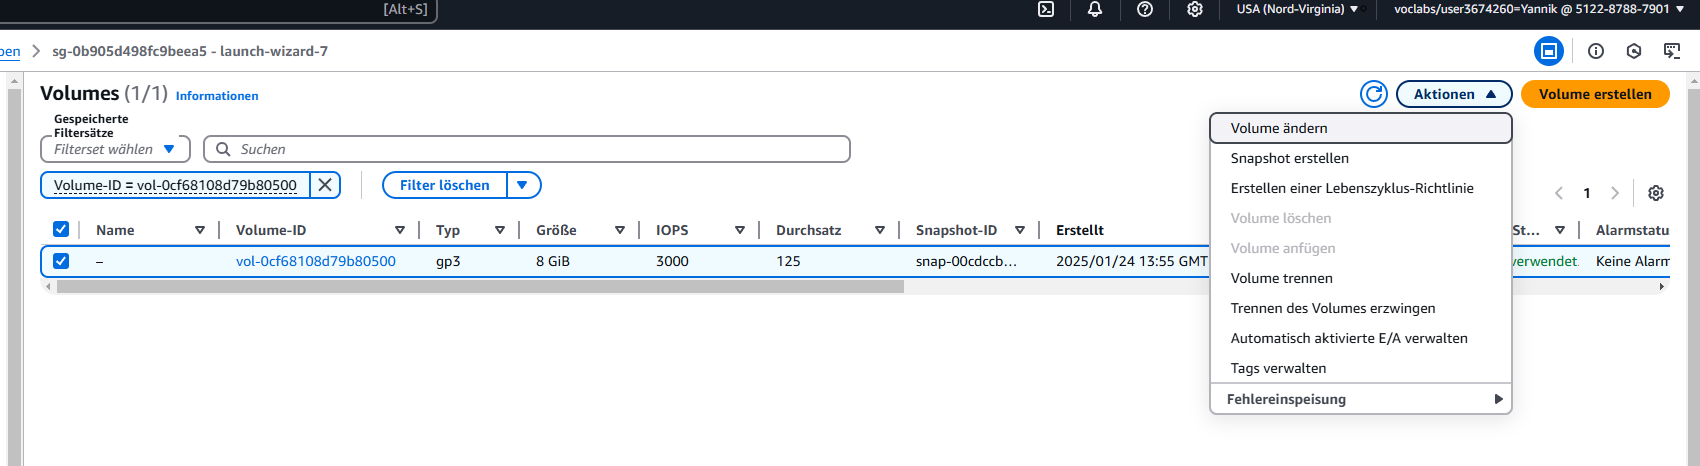 [Alt+S]
USA (Nord-Virginia)
voclabs/user3674260=Yannik @ 5122-8788-7901
sg-0b905d498fc9beea5 - launch-wizard-7
Volumes (1/1) Informationen
Aktionen
Volume erstellen
Gespeicherte
Filtersätze
Filterset wählen
Suchen
Volume-ID = vol-0cf68108d79b80500
Filter löschen
1
Name Volume-ID Typ Größe IOPS Durchsatz Snapshot-ID Erstellt St... Alarmstatu
– vol-0cf68108d79b80500 gp3 8 GiB 3000 125 snap-00cdccb... 2025/01/24 13:55 GMT verwendet Keine Alarm
Volume ändern
Snapshot erstellen
Erstellen einer Lebenszyklus-Richtlinie
Volume löschen
Volume anfügen
Volume trennen
Trennen des Volumes erzwingen
Automatisch aktivierte E/A verwalten
Tags verwalten
Fehlereinspeisung